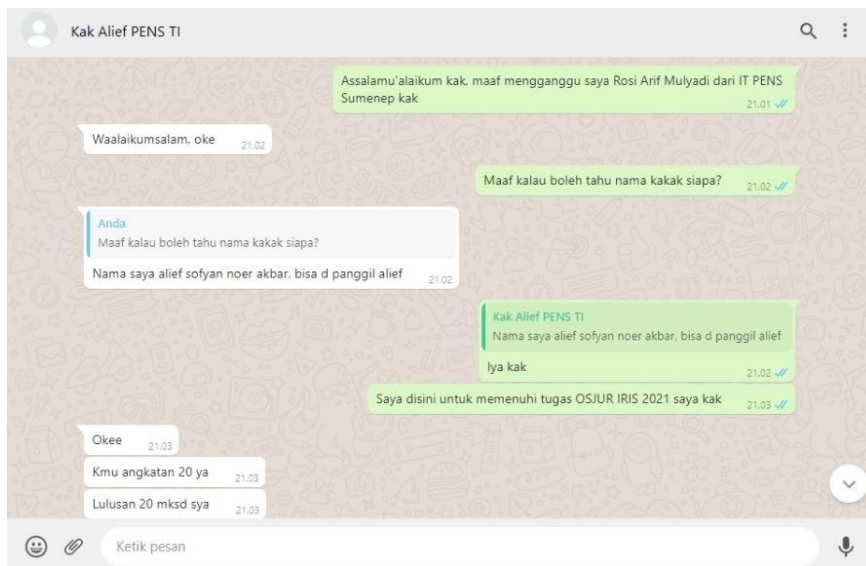 Kak Alief PENS TI
Assalamu'alaikum kak, maaf mengganggu saya Rosi Arif Mulyadi dari IT PENS
Sumenep kak
21.01
Waalaikumsalam, oke
21.02
Maaf kalau boleh tahu nama kakak siapa?
21.02
Anda
Maaf kalau boleh tahu nama kakak siapa?
Nama saya alief sofyan noer akbar, bisa d panggil alief
21.02
Kak Alief PENS TI
Nama saya alief sofyan noer akbar, bisa d panggil alief
Iya kak
21.02
Saya disini untuk memenuhi tugas OSJUR IRIS 2021 saya kak
21.03
Okee
21.03
Kmu angkatan 20 ya
21.03
Lulusan 20 mksd sya
21.03
Ketik pesan